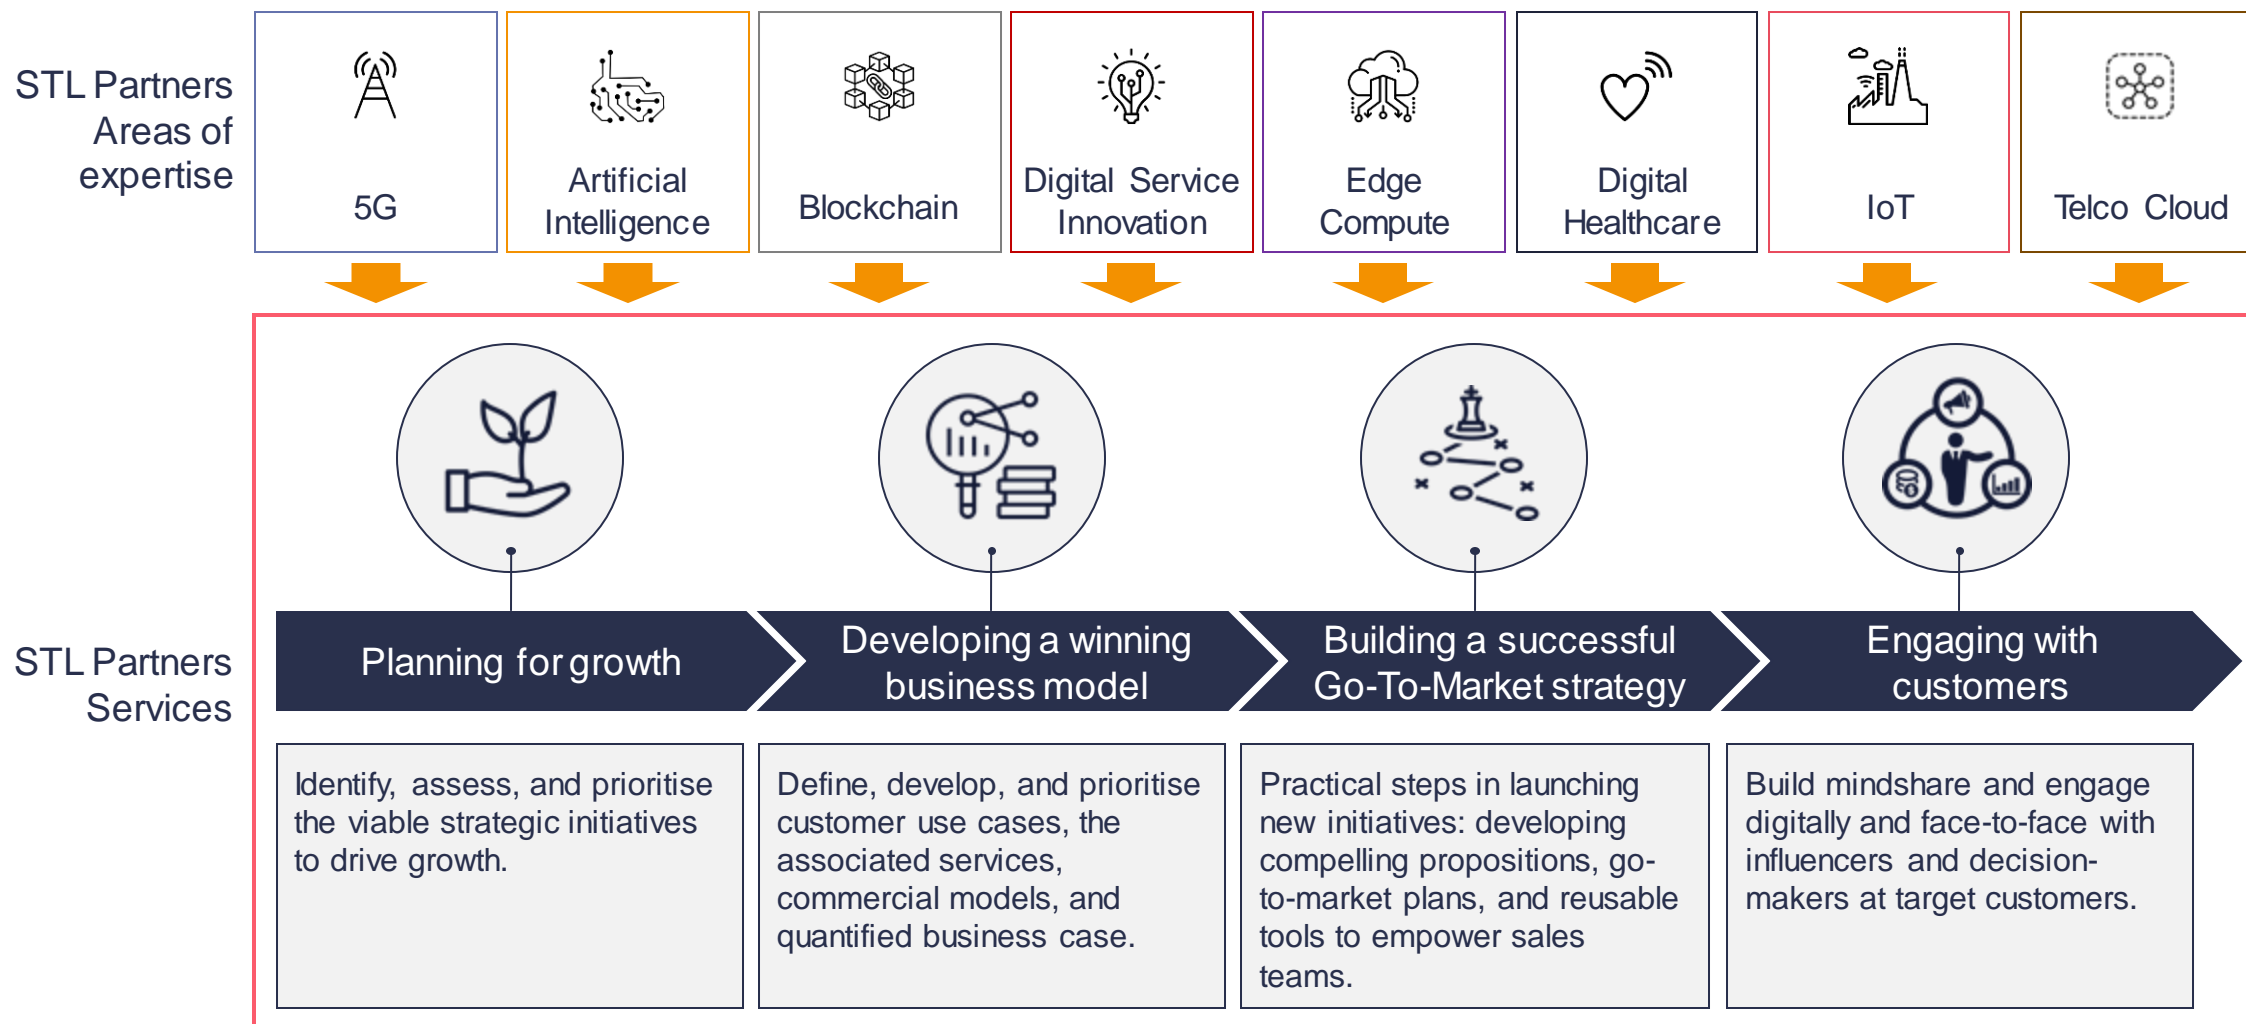 STL Partners
Areas of
expertise
5G
Artificial
Intelligence
Blockchain
Digital Service
Innovation
Edge
Compute
Digital
Healthcare
IoT
Telco Cloud
STL Partners
Services
Planning for growth
Developing a winning
business model
Building a successful
Go-To-Market strategy
Engaging with
customers
Identify, assess, and prioritise
the viable strategic initiatives
to drive growth.
Define, develop, and prioritise
customer use cases, the
associated services,
commercial models, and
quantified business case.
Practical steps in launching
new initiatives: developing
compelling propositions, go-
to-market plans, and reusable
tools to empower sales
teams.
Build mindshare and engage
digitally and face-to-face with
influencers and decision-
makers at target customers.